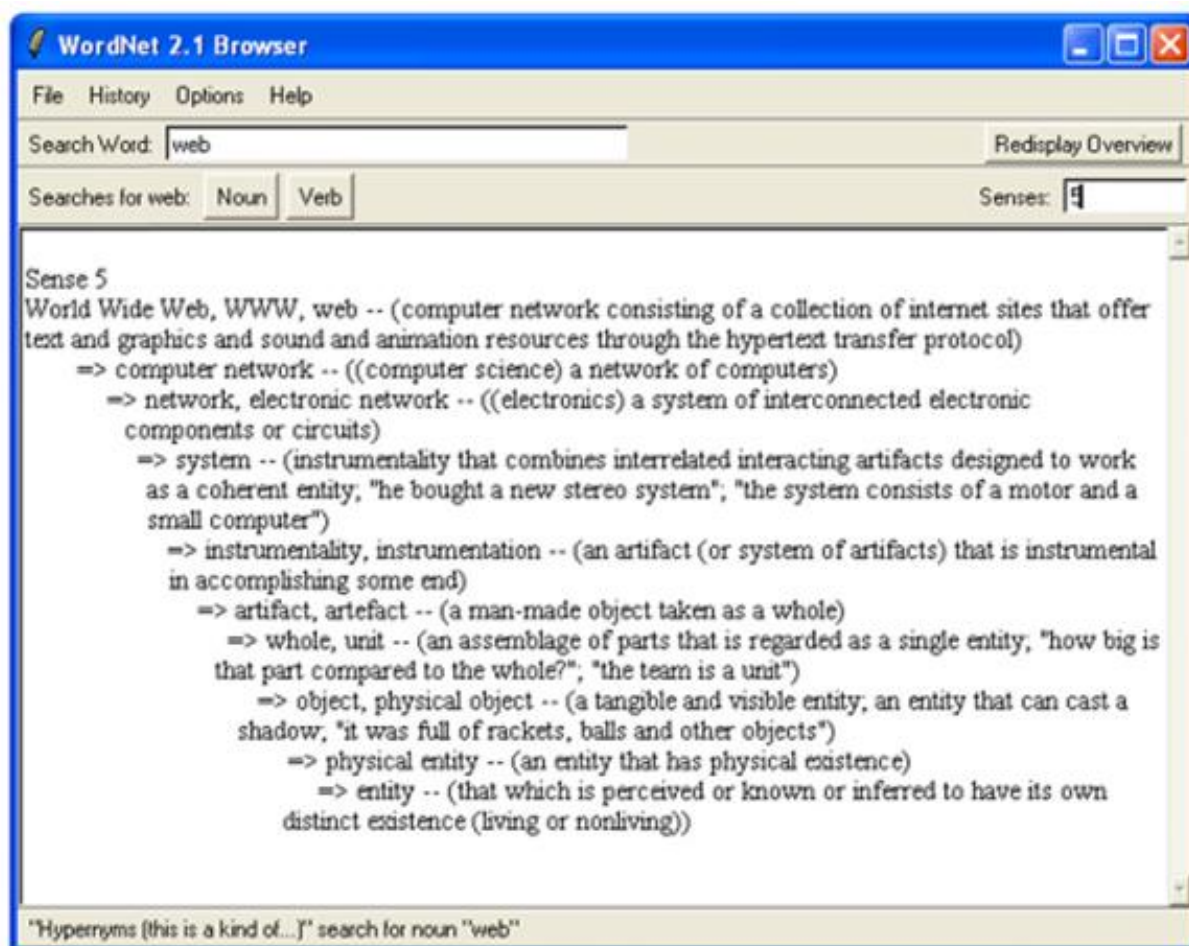 WordNet 2.1 Browser
File History Options Help
Search Word: web Redisplay Overview
Searches for web: Noun Verb Senses: 5
Sense 5
World Wide Web, WWW, web -- (computer network consisting of a collection of internet sites that offer
text and graphics and sound and animation resources through the hypertext transfer protocol)
=> computer network -- ((computer science) a network of computers)
=> network, electronic network -- ((electronics) a system of interconnected electronic
components or circuits)
=> system -- (instrumentality that combines interrelated interacting artifacts designed to work
as a coherent entity; "he bought a new stereo system"; "the system consists of a motor and a
small computer")
=> instrumentality, instrumentation -- (an artifact (or system of artifacts) that is instrumental
in accomplishing some end)
=> artifact, artefact -- (a man-made object taken as a whole)
=> whole, unit -- (an assemblage of parts that is regarded as a single entity; "how big is
that part compared to the whole?"; "the team is a unit")
=> object, physical object -- (a tangible and visible entity; an entity that can cast a
shadow; "it was full of rackets, balls and other objects")
=> physical entity -- (an entity that has physical existence)
=> entity -- (that which is perceived or known or inferred to have its own
distinct existence (living or nonliving))
"Hypernyms (this is a kind of...)" search for noun "web"